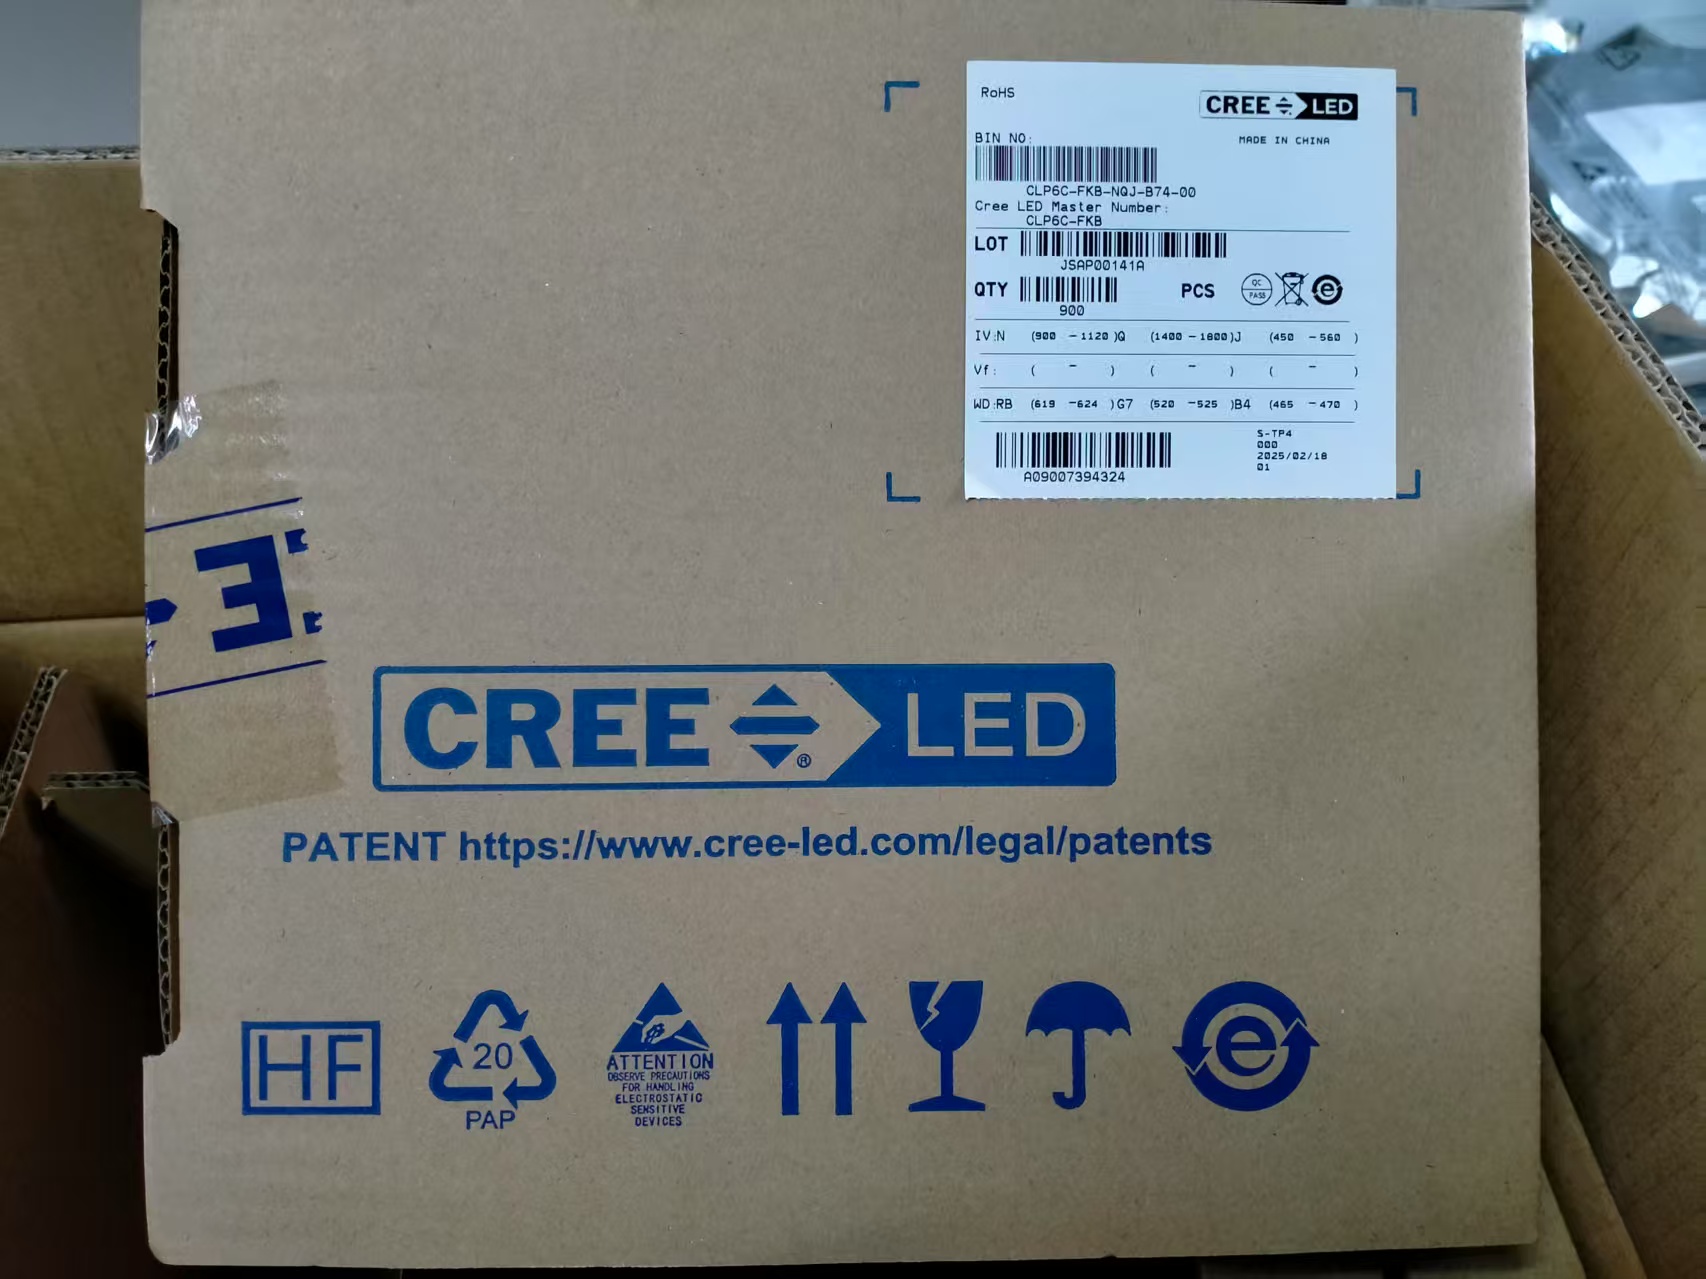 RoHS
CREE LED
MADE IN CHINA
BIN NO:
CLP6C-FKB-NQJ-B74-00
Cree LED Master Number:
CLP6C-FKB
LOT
JSAP00141A
QTY PCS QC PASS e
900
IV:N (900 - 1120 )Q (1400 - 1800)J (450 - 560 )
Vf: ( - ) ( - ) ( - )
WD:RB (619 -624 )G7 (520 -525 )B4 (465 -470 )
S-TP4
000
2025/02/18
01
A09007394324
E
CREE® LED
PATENT https://www.cree-led.com/legal/patents
HF
20
PAP
ATTENTION
OBSERVE PRECAUTIONS
FOR HANDLING
ELECTROSTATIC
SENSITIVE
DEVICES
e